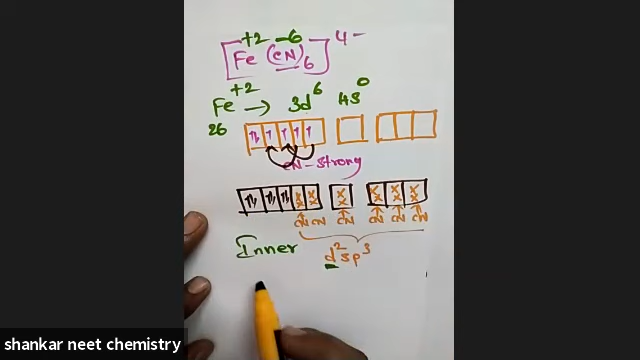 +2 -6
[Fe (CN)6]4-
Fe+2 → 3d6 4s0
26
CN - Strong
CN CN CN CN CN CN
Inner d2sp3
shankar neet chemistry